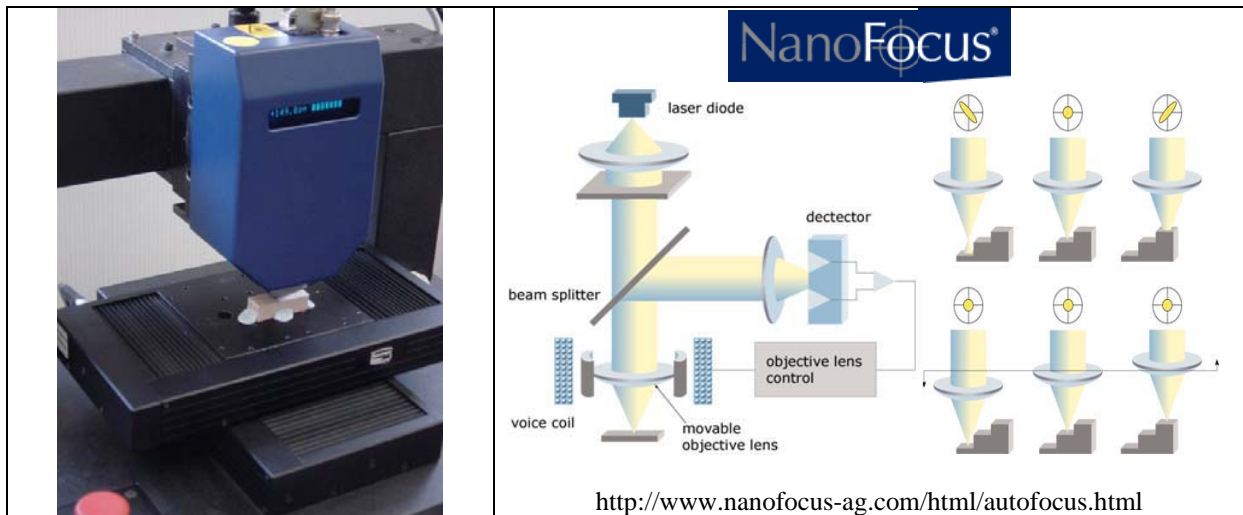 NanoFocus®
laser diode
dectector
beam splitter
objective lens
control
voice coil
movable
objective lens
http://www.nanofocus-ag.com/html/autofocus.html